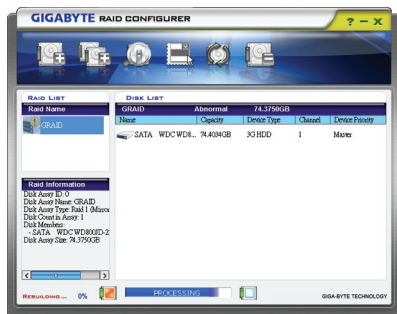 GIGABYTE RAID CONFIGURER
? – X
RAID LIST
Raid Name
GRAID
DISK LIST
GRAID Abnormal 74.3750GB
Name Capacity Device Type Channel Device Priority
SATA WDC WD8... 74.4094GB 3G HDD 1 Master
Raid Information
Disk Array ID: 0
Disk Array Name: GRAID
Disk Array Type: Raid 1 (Mirror
Disk Count in Array: 1
Disk Members:
- SATA WDC WD800JD-2
Disk Array Size: 74.3750GB
REBUILDING... 0% PROCESSING GIGA-BYTE TECHNOLOGY